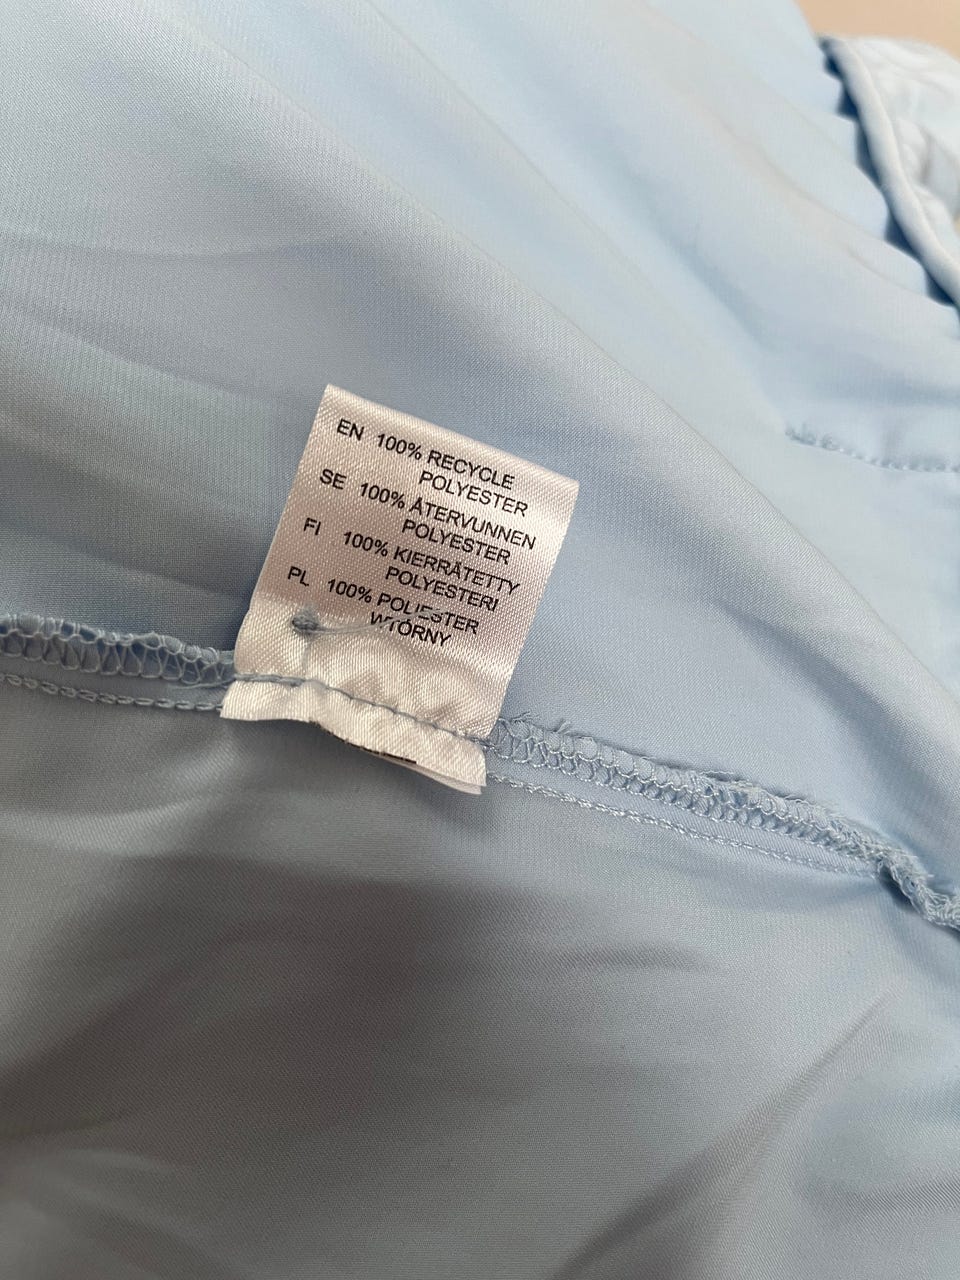 EN 100% RECYCLE
POLYESTER
SE 100% ÅTERVUNNEN
POLYESTER
FI 100% KIERRÄTETTY
POLYESTERI
PL 100% POLIESTER
WTÓRNY